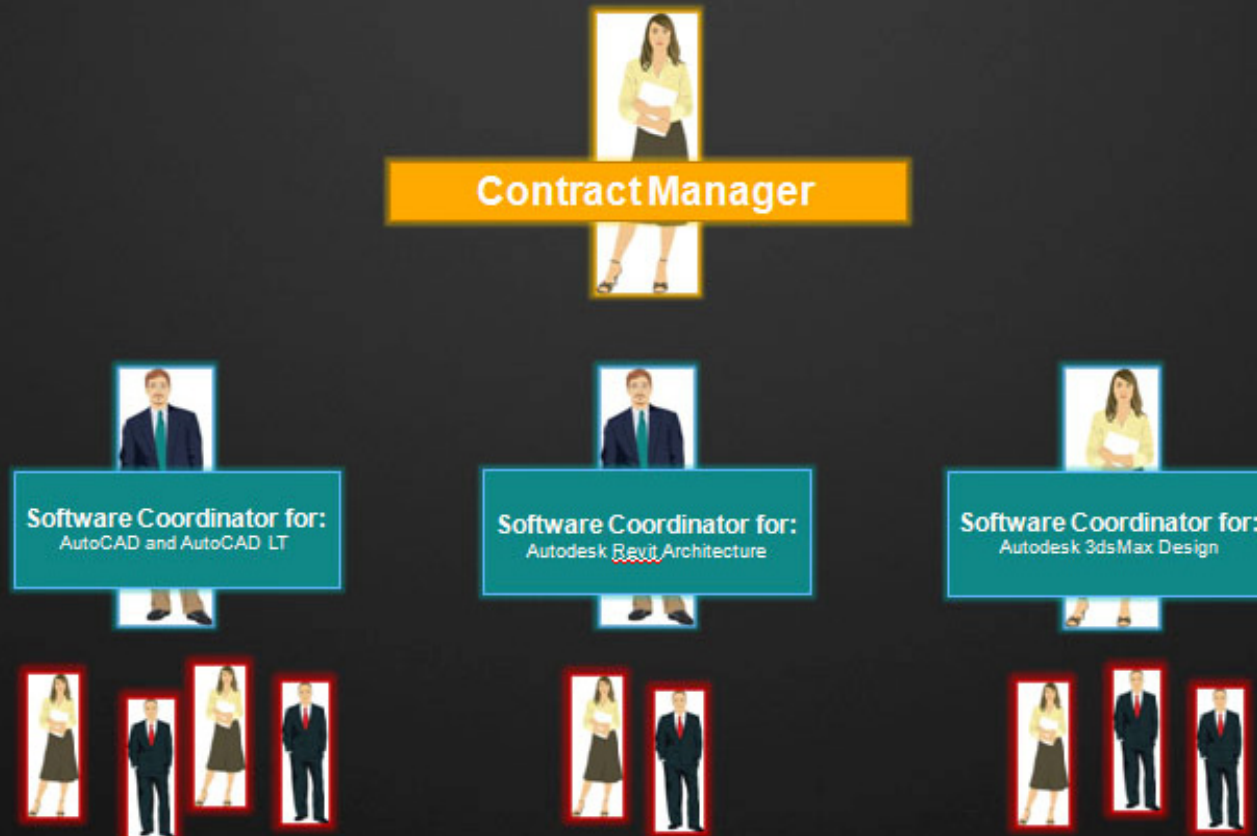 Contract Manager
Software Coordinator for:
AutoCAD and AutoCAD LT
Software Coordinator for:
Autodesk Revit Architecture
Software Coordinator for:
Autodesk 3dsMax Design